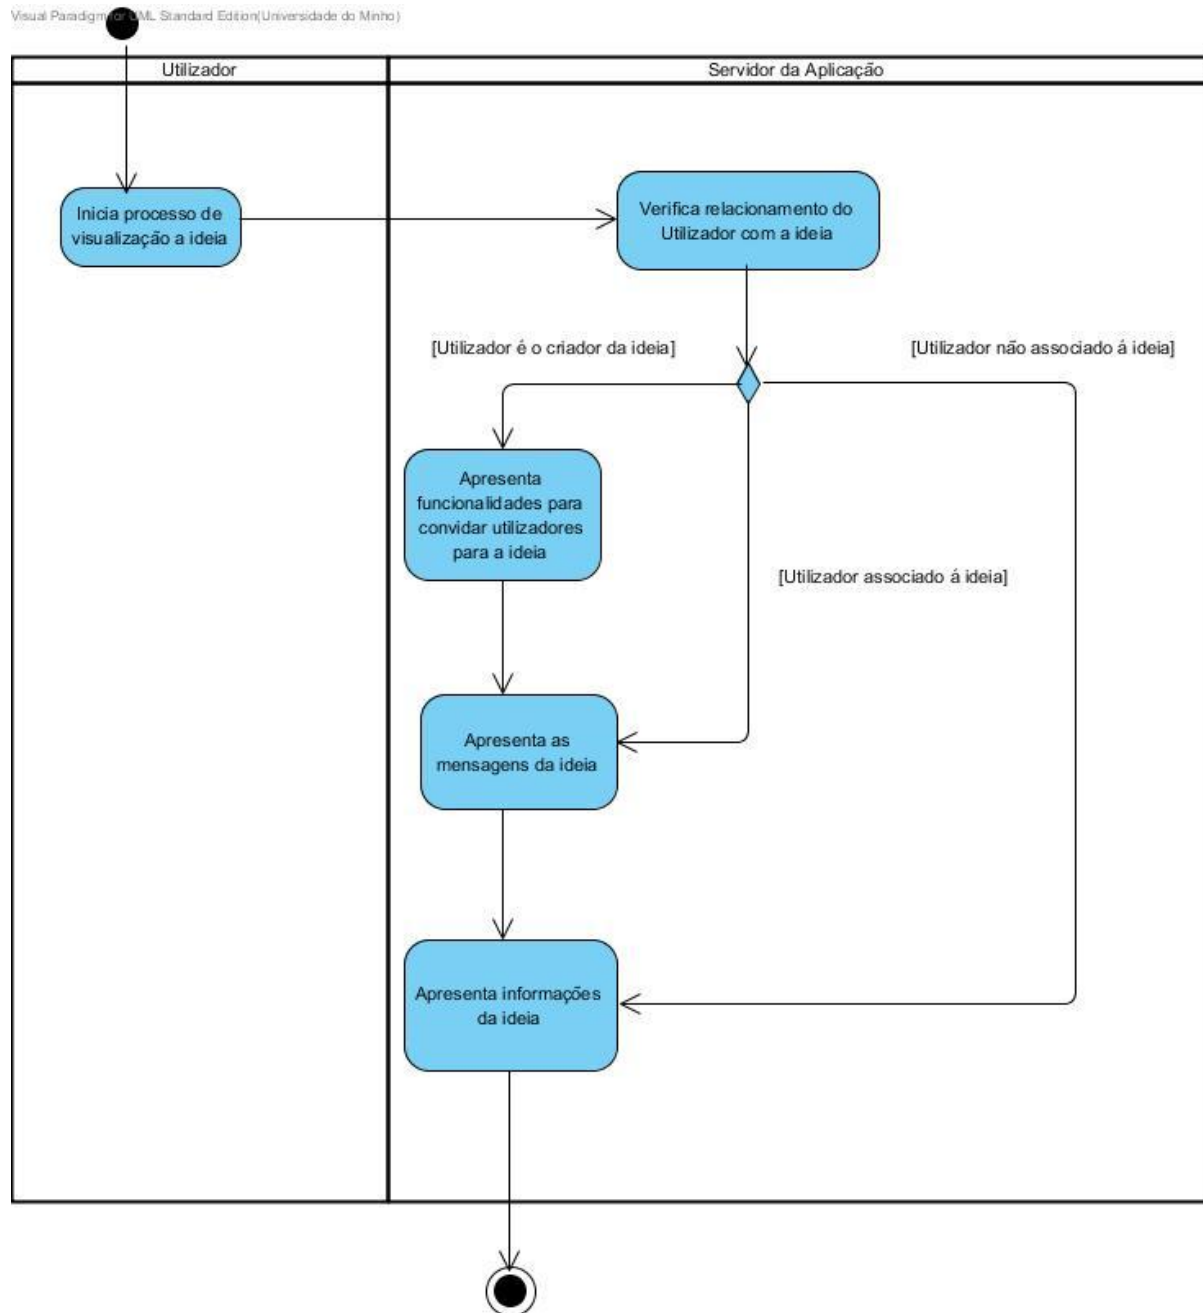 Visual Paradigm for UML Standard Edition(Universidade do Minho)
Utilizador
Servidor da Aplicação
Inicia processo de
visualização a ideia
Verifica relacionamento do
Utilizador com a ideia
[Utilizador é o criador da ideia]
[Utilizador não associado á ideia]
Apresenta
funcionalidades para
convidar utilizadores
para a ideia
[Utilizador associado á ideia]
Apresenta as
mensagens da ideia
Apresenta informações
da ideia